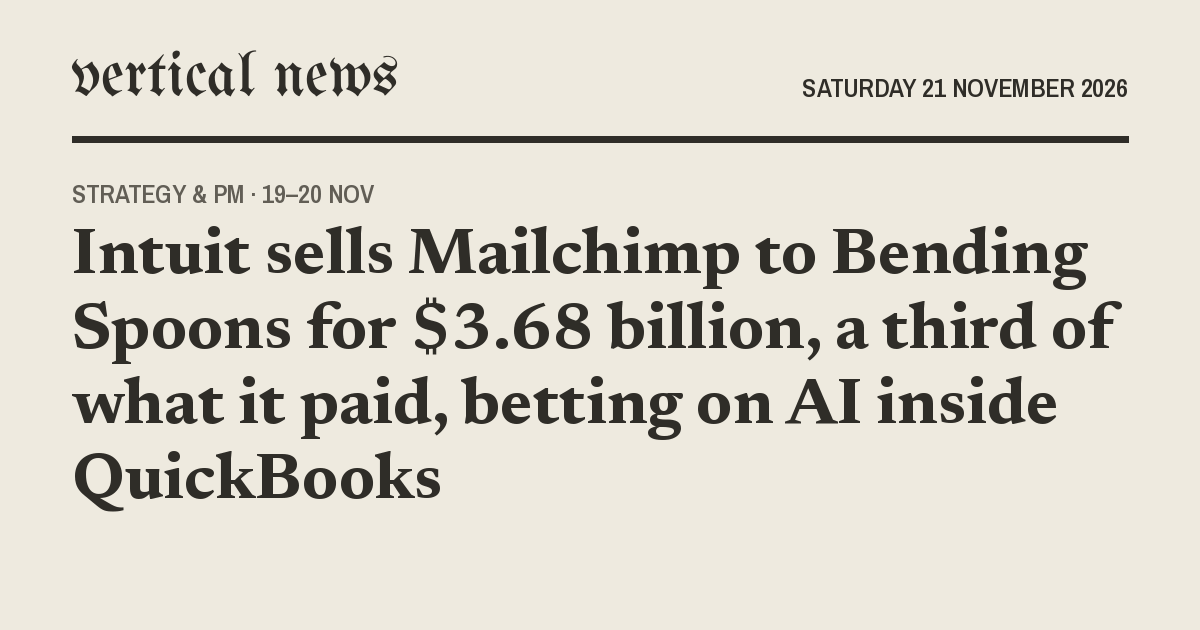 vertical news
SATURDAY 21 NOVEMBER 2026
STRATEGY & PM · 19–20 NOV
Intuit sells Mailchimp to Bending
Spoons for $3.68 billion, a third of
what it paid, betting on AI inside
QuickBooks